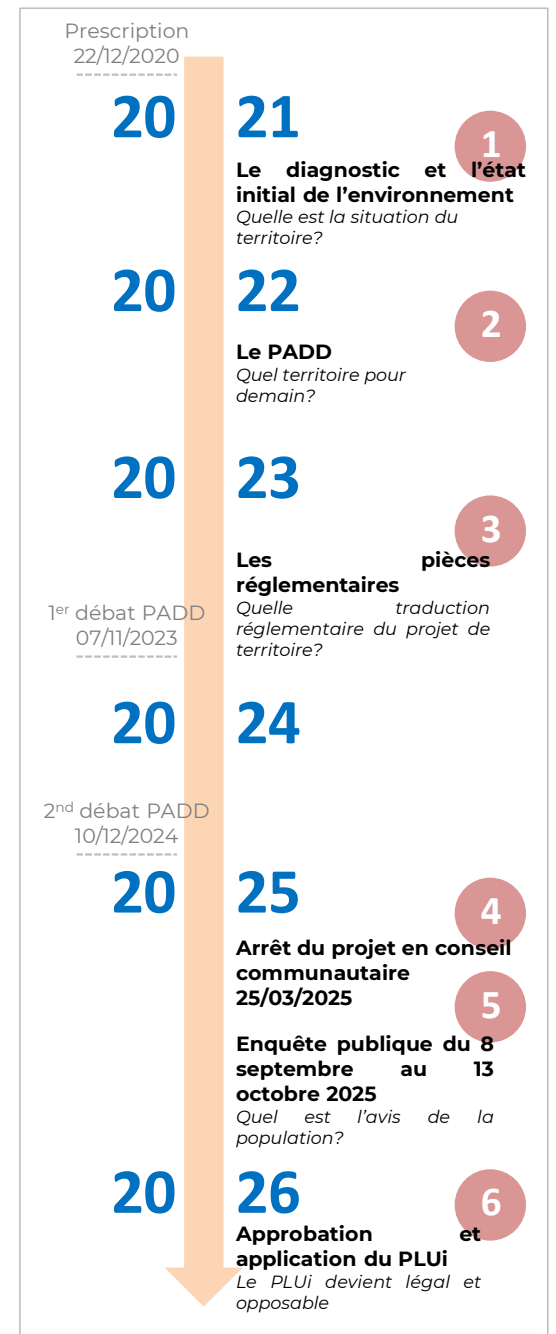 Prescription
22/12/2020
20 21
1
Le diagnostic et l’état
initial de l’environnement
Quelle est la situation du
territoire?
20 22
2
Le PADD
Quel territoire pour
demain?
20 23
3
Les pièces
réglementaires
Quelle traduction
réglementaire du projet de
territoire?
1er débat PADD
07/11/2023
20 24
2nd débat PADD
10/12/2024
20 25
4
Arrêt du projet en conseil
communautaire
25/03/2025
5
Enquête publique du 8
septembre au 13
octobre 2025
Quel est l’avis de la
population?
20 26
6
Approbation et
application du PLUi
Le PLUi devient légal et
opposable